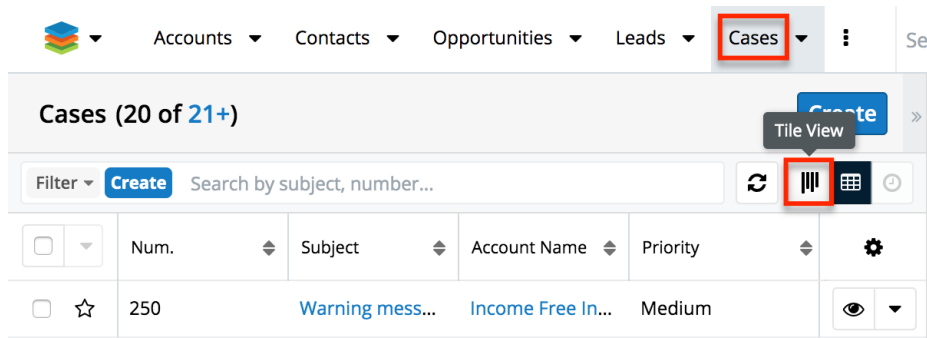 Accounts Contacts Opportunities Leads Cases Se
Cases (20 of 21+)
Create
Tile View
Filter Create Search by subject, number...
Num. Subject Account Name Priority
250 Warning mess... Income Free In... Medium